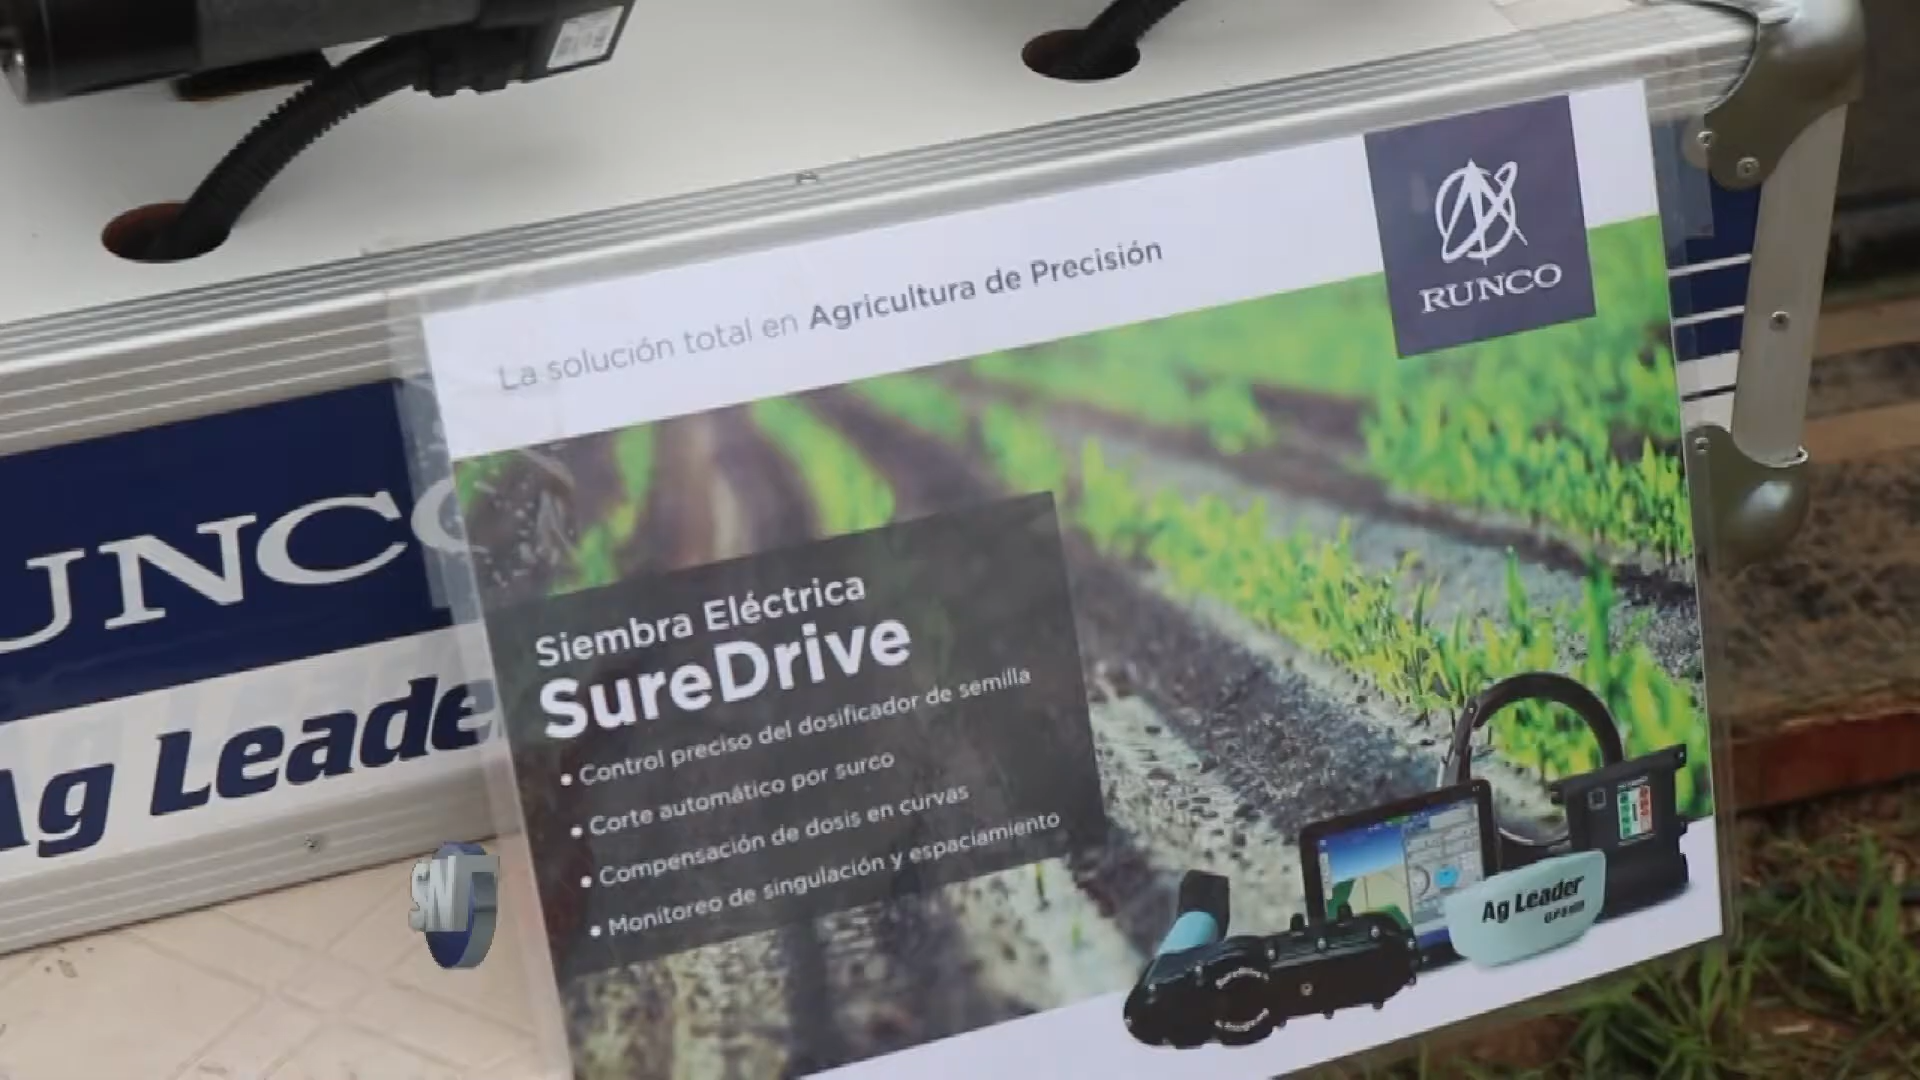 La solución total en Agricultura de Precisión
RUNCO
UNCO
Ag Leader
Siembra Eléctrica
SureDrive
• Control preciso del dosificador de semilla
• Corte automático por surco
• Compensación de dosis en curvas
• Monitoreo de singulación y espaciamiento
Ag Leader
SN